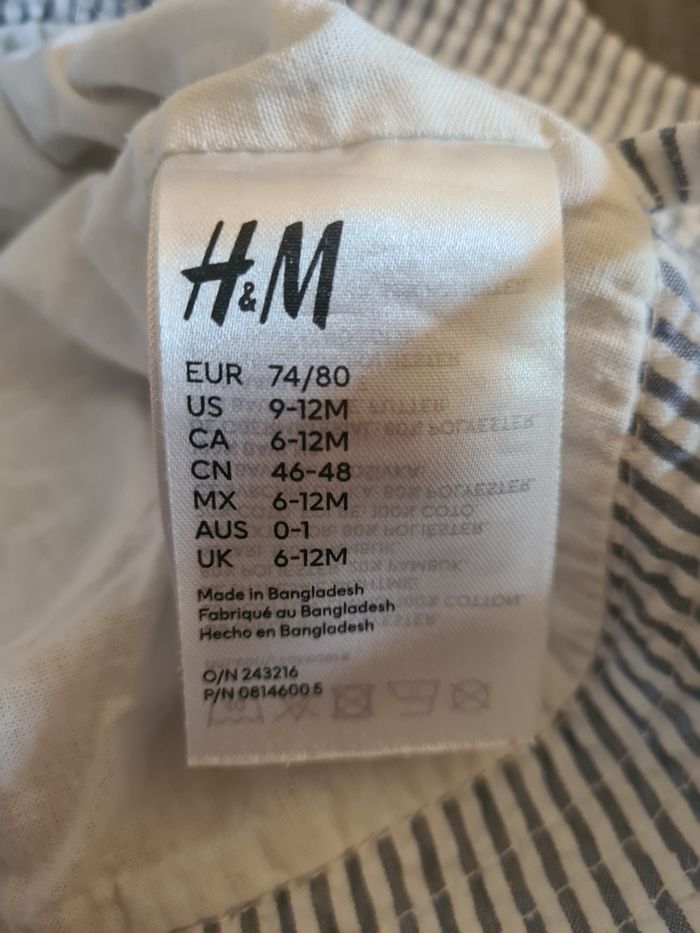 H&M
EUR 74/80
US 9-12M
CA 6-12M
CN 46-48
MX 6-12M
AUS 0-1
UK 6-12M
Made in Bangladesh
Fabriqué au Bangladesh
Hecho en Bangladesh
O/N 243216
P/N 0814600 5